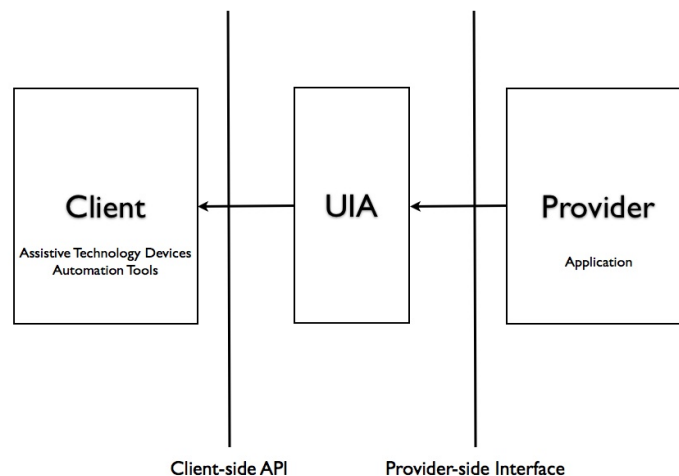 Client
Assistive Technology Devices
Automation Tools
UIA
Provider
Application
Client-side API
Provider-side Interface